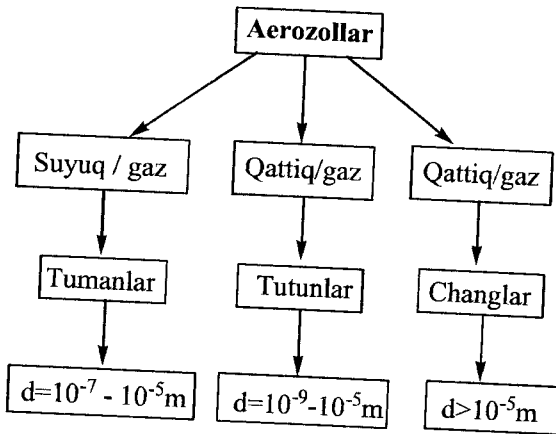 Aerozollar
Suyuq / gaz
Qattiq/gaz
Qattiq/gaz
Tumanlar
Tutunlar
Changlar
d=10⁻⁷ - 10⁻⁵m
d=10⁻⁹-10⁻⁵m
d>10⁻⁵m